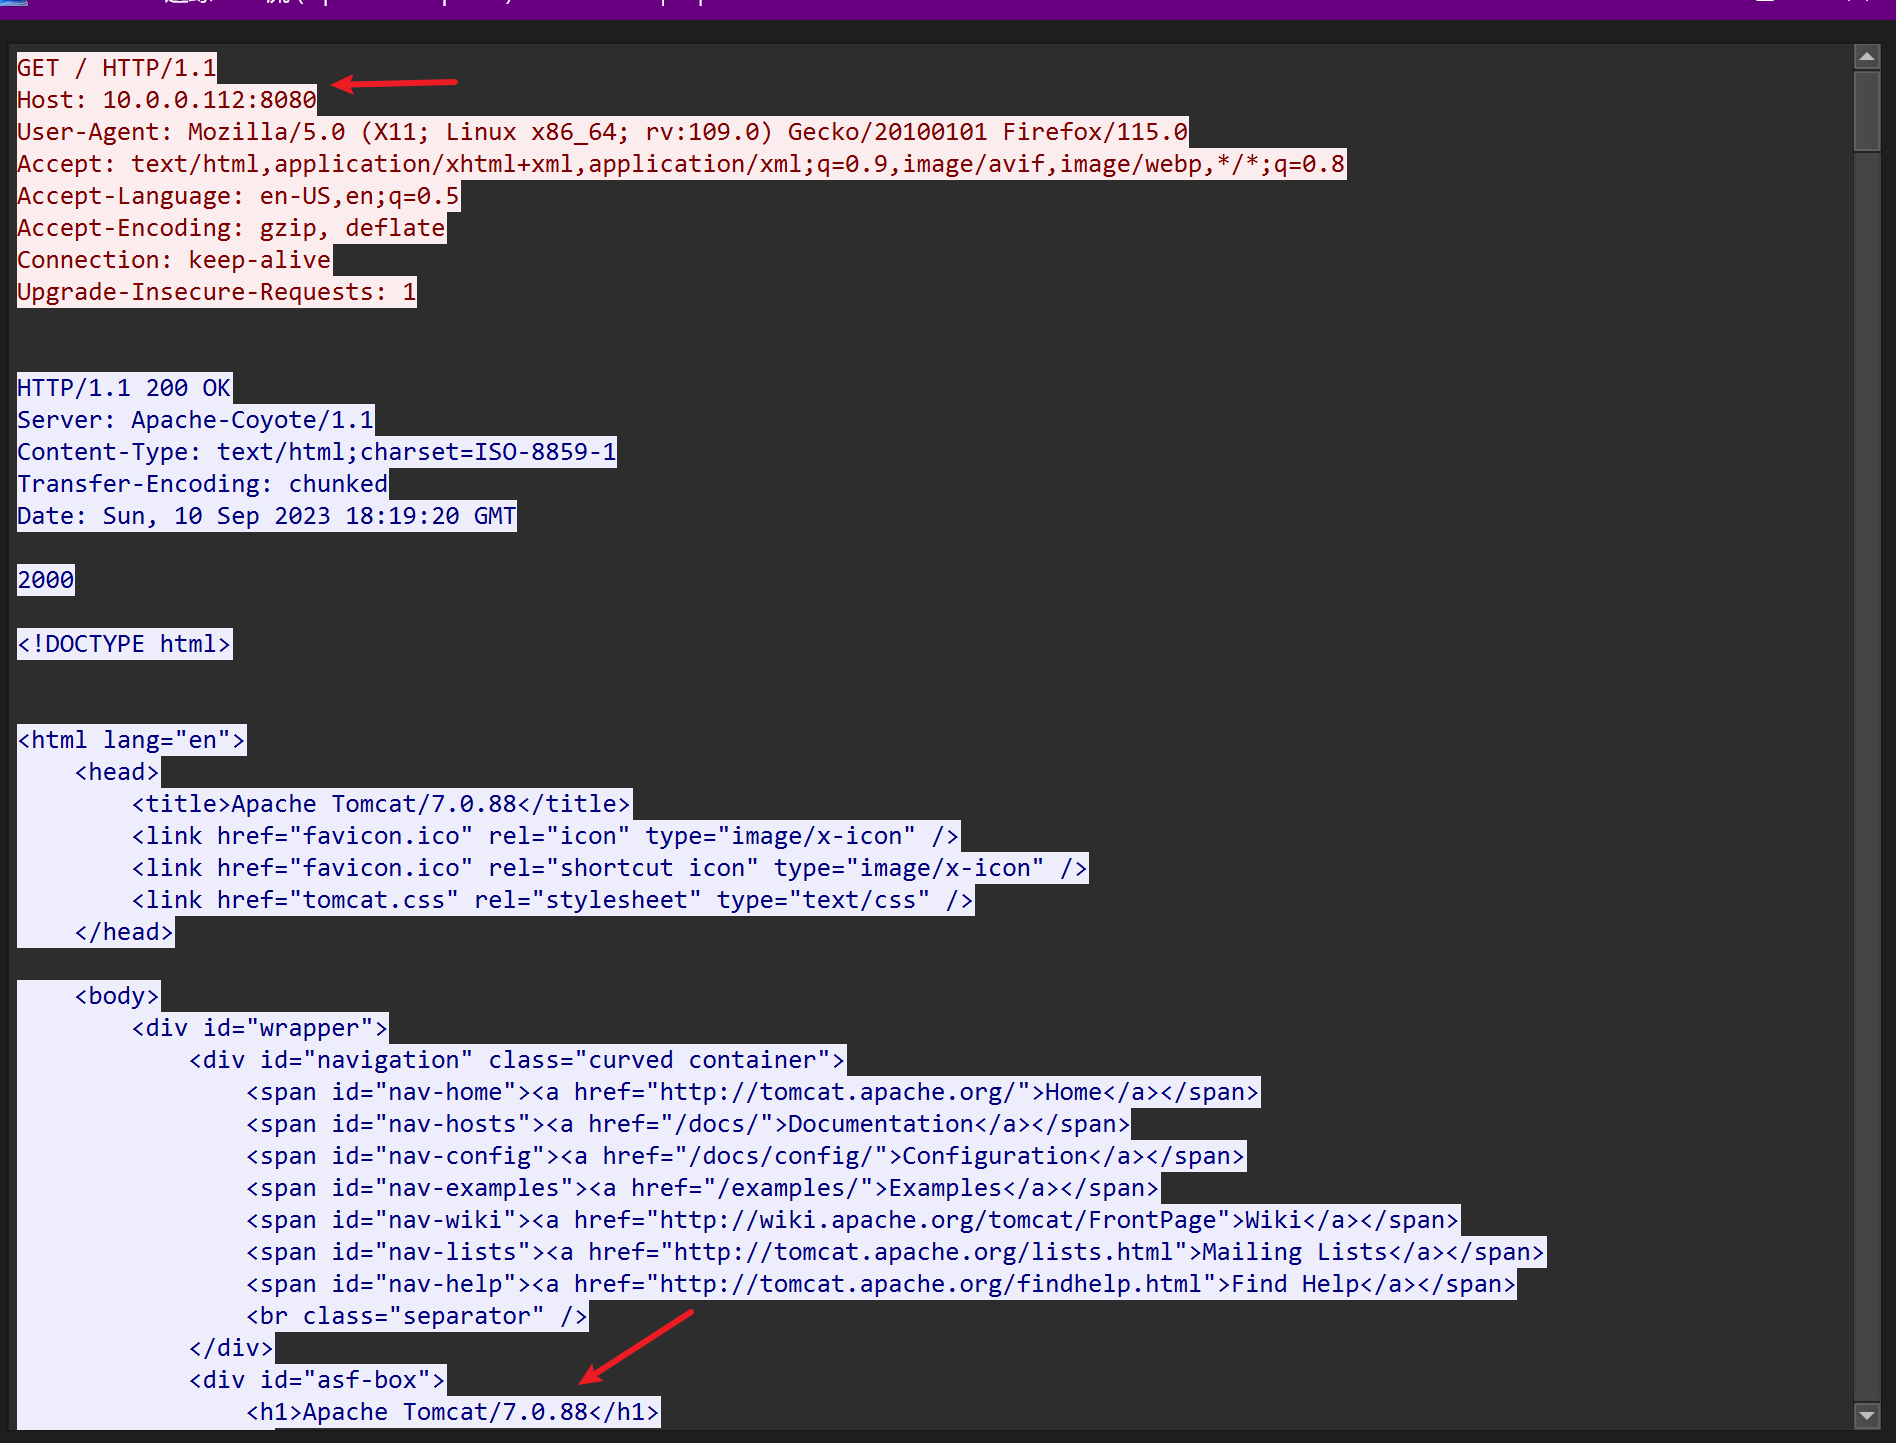 GET / HTTP/1.1
Host: 10.0.0.112:8080
User-Agent: Mozilla/5.0 (X11; Linux x86_64; rv:109.0) Gecko/20100101 Firefox/115.0
Accept: text/html,application/xhtml+xml,application/xml;q=0.9,image/avif,image/webp,*/*;q=0.8
Accept-Language: en-US,en;q=0.5
Accept-Encoding: gzip, deflate
Connection: keep-alive
Upgrade-Insecure-Requests: 1
HTTP/1.1 200 OK
Server: Apache-Coyote/1.1
Content-Type: text/html;charset=ISO-8859-1
Transfer-Encoding: chunked
Date: Sun, 10 Sep 2023 18:19:20 GMT
2000
<!DOCTYPE html>
<html lang="en">
    <head>
        <title>Apache Tomcat/7.0.88</title>
        <link href="favicon.ico" rel="icon" type="image/x-icon" />
        <link href="favicon.ico" rel="shortcut icon" type="image/x-icon" />
        <link href="tomcat.css" rel="stylesheet" type="text/css" />
    </head>
    <body>
        <div id="wrapper">
            <div id="navigation" class="curved container">
                <span id="nav-home"><a href="http://tomcat.apache.org/">Home</a></span>
                <span id="nav-hosts"><a href="/docs/">Documentation</a></span>
                <span id="nav-config"><a href="/docs/config/">Configuration</a></span>
                <span id="nav-examples"><a href="/examples/">Examples</a></span>
                <span id="nav-wiki"><a href="http://wiki.apache.org/tomcat/FrontPage">Wiki</a></span>
                <span id="nav-lists"><a href="http://tomcat.apache.org/lists.html">Mailing Lists</a></span>
                <span id="nav-help"><a href="http://tomcat.apache.org/findhelp.html">Find Help</a></span>
                <br class="separator" />
            </div>
            <div id="asf-box">
                <h1>Apache Tomcat/7.0.88</h1>